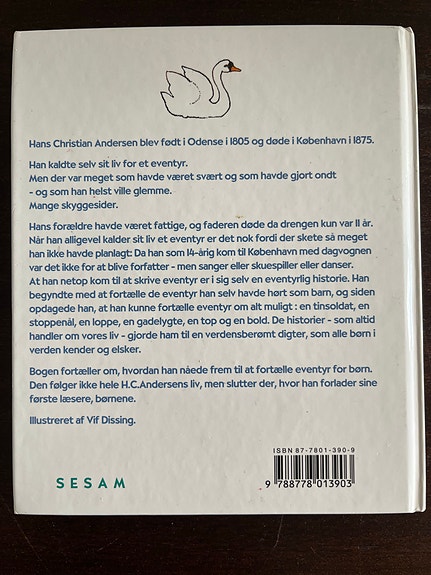 Hans Christian Andersen blev født i Odense i 1805 og døde i København i 1875.
Han kaldte selv sit liv for et eventyr.
Men der var meget som havde været svært og som havde gjort ondt
- og som han helst ville glemme.
Mange skyggesider.
Hans forældre havde været fattige, og faderen døde da drengen kun var 11 år.
Når han alligevel kalder sit liv et eventyr er det nok fordi der skete så meget
han ikke havde planlagt: Da han som 14-årig kom til København med dagvognen
var det ikke for at blive forfatter - men sanger eller skuespiller eller danser.
At han netop kom til at skrive eventyr er i sig selv en eventyrlig historie. Han
begyndte med at fortælle de eventyr han selv havde hørt som barn, og siden
opdagede han, at han kunne fortælle eventyr om alt muligt : en tinsoldat, en
stoppenål, en loppe, en gadelygte, en top og en bold. De historier - som altid
handler om vores liv - gjorde ham til en verdensberømt digter, som alle børn i
verden kender og elsker.
Bogen fortæller om, hvordan han nåede frem til at fortælle eventyr for børn.
Den følger ikke hele H.C.Andersens liv, men slutter der, hvor han forlader sine
første læsere, børnene.
Illustreret af Vif Dissing.
ISBN 87-7801-390-9
9 788778 013903
SESAM